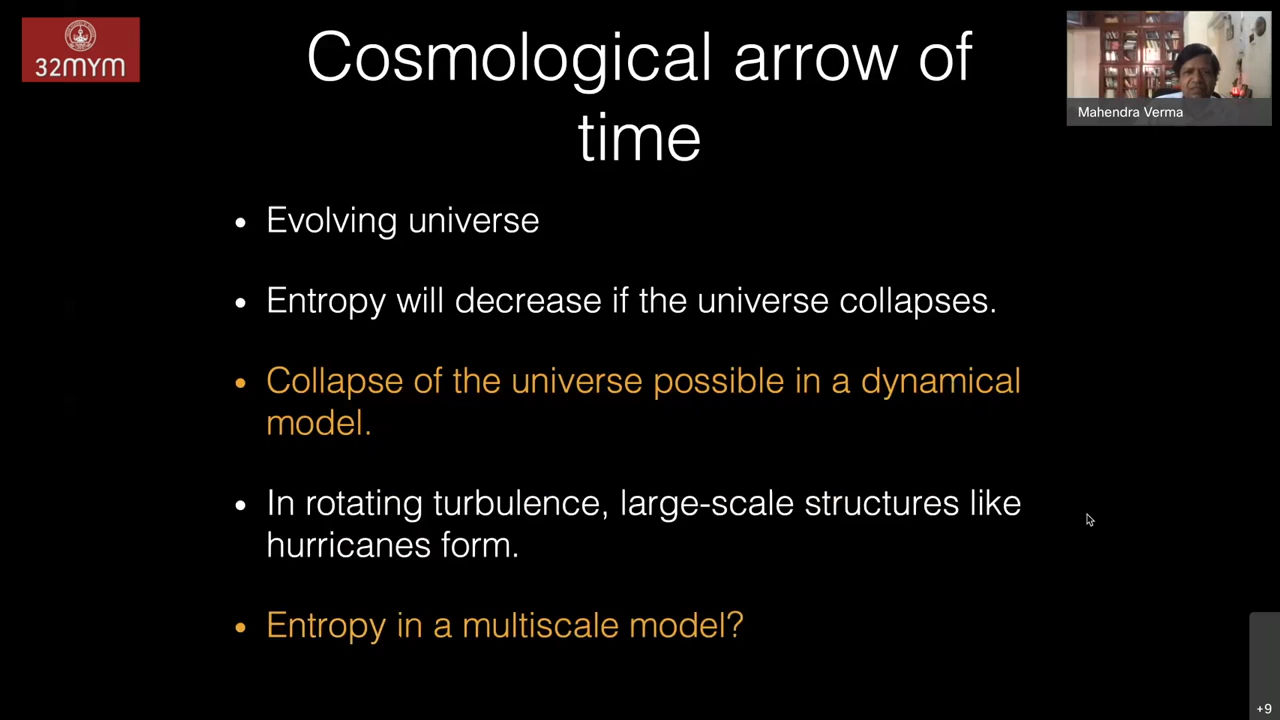 32MYM
Cosmological arrow of
time
Mahendra Verma
• Evolving universe
• Entropy will decrease if the universe collapses.
• Collapse of the universe possible in a dynamical
model.
• In rotating turbulence, large-scale structures like
hurricanes form.
• Entropy in a multiscale model?
+9